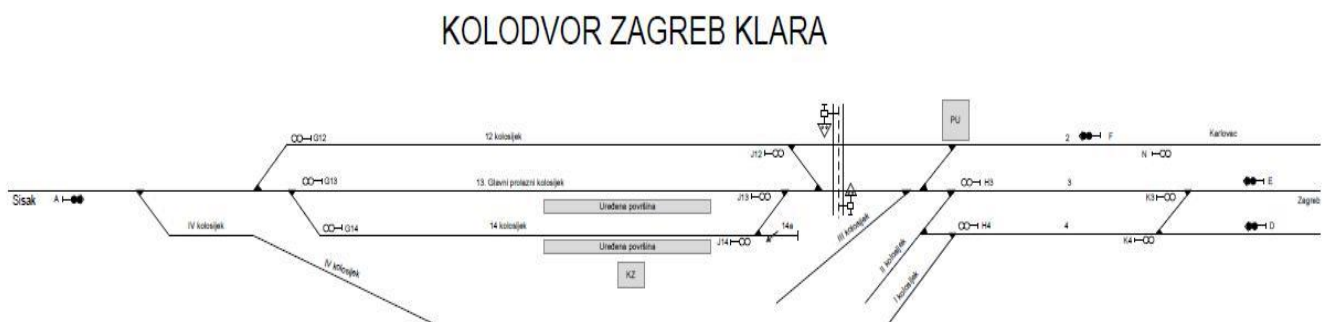 KOLODVOR ZAGREB KLARA
PU
G12
12 kolosijek
2
F
Karlovac
J12
N
Sisak
A
G13
13. Glavni prolazni kolosijek
J13
H3
3
K3
E
Zagreb
Uređena površina
IV kolosijek
G14
14 kolosijek
J14
14a
III kolosijek
II kolosijek
H4
4
K4
D
Uređena površina
IV kolosijek
KZ
I kolosijek